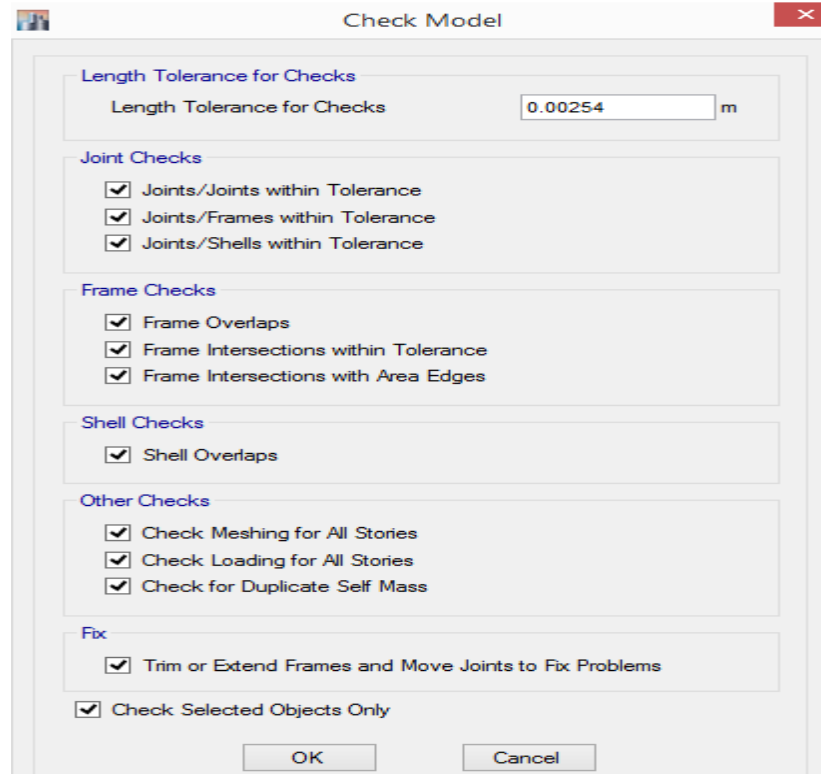 Check Model
Length Tolerance for Checks
Length Tolerance for Checks 0.00254 m
Joint Checks
Joints/Joints within Tolerance
Joints/Frames within Tolerance
Joints/Shells within Tolerance
Frame Checks
Frame Overlaps
Frame Intersections within Tolerance
Frame Intersections with Area Edges
Shell Checks
Shell Overlaps
Other Checks
Check Meshing for All Stories
Check Loading for All Stories
Check for Duplicate Self Mass
Fix
Trim or Extend Frames and Move Joints to Fix Problems
Check Selected Objects Only
OK Cancel